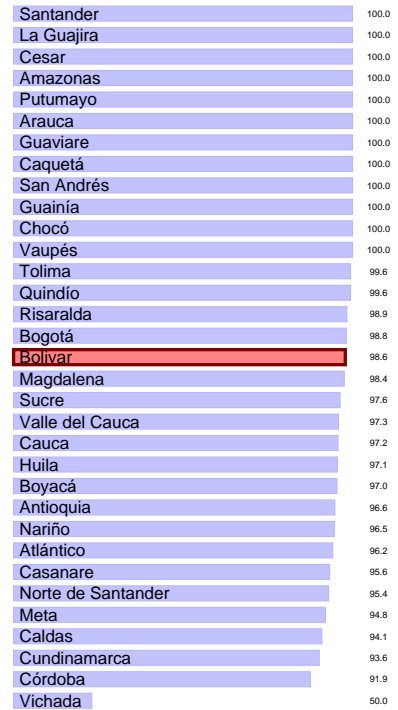 Santander 100.0
La Guajira 100.0
Cesar 100.0
Amazonas 100.0
Putumayo 100.0
Arauca 100.0
Guaviare 100.0
Caquetá 100.0
San Andrés 100.0
Guainía 100.0
Chocó 100.0
Vaupés 100.0
Tolima 99.6
Quindío 99.6
Risaralda 98.9
Bogotá 98.8
Bolivar 98.6
Magdalena 98.4
Sucre 97.6
Valle del Cauca 97.3
Cauca 97.2
Huila 97.1
Boyacá 97.0
Antioquia 96.6
Nariño 96.5
Atlántico 96.2
Casanare 95.6
Norte de Santander 95.4
Meta 94.8
Caldas 94.1
Cundinamarca 93.6
Córdoba 91.9
Vichada 50.0